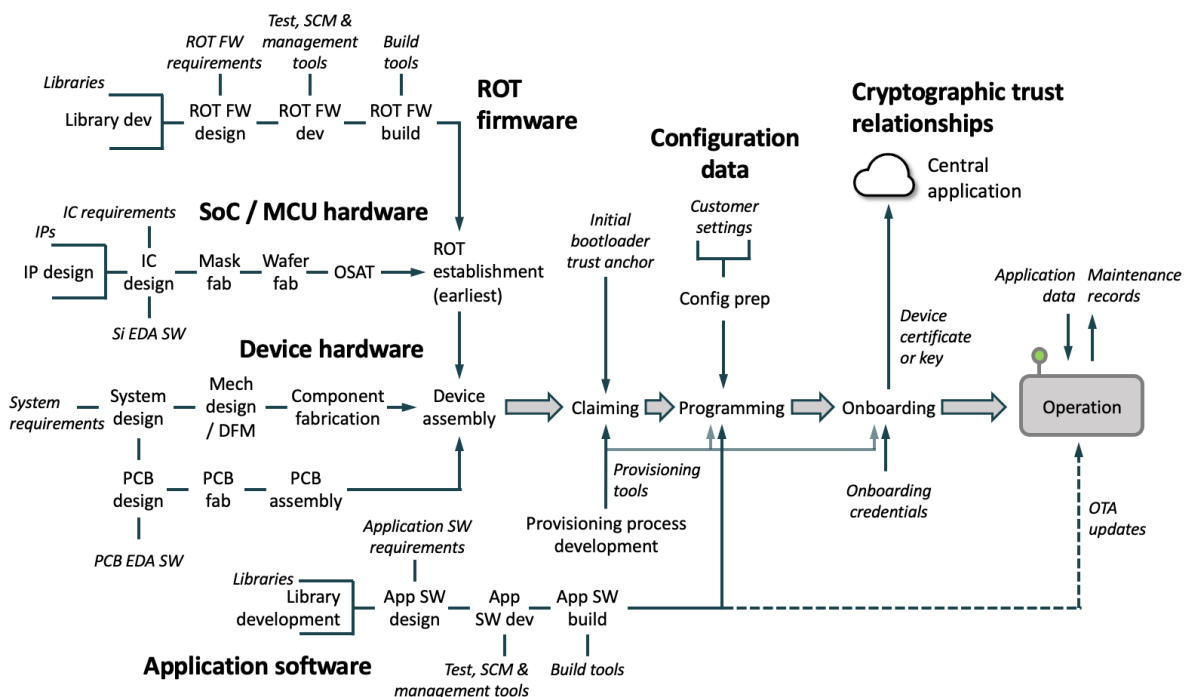 Test, SCM &
management
tools
ROT FW
requirements
Build
tools
Libraries
Library dev
ROT FW
design
ROT FW
dev
ROT FW
build
ROT
firmware
Cryptographic trust
relationships
Central
application
Configuration
data
Customer
settings
Config prep
SoC / MCU hardware
IC requirements
IPs
IP design
IC
design
Mask
fab
Wafer
fab
OSAT
ROT
establishment
(earliest)
Si EDA SW
Initial
bootloader
trust anchor
Device
certificate
or key
Application
data
Maintenance
records
Device hardware
System
requirements
System
design
Mech
design
/ DFM
Component
fabrication
Device
assembly
Claiming
Programming
Onboarding
Operation
PCB
design
PCB
fab
PCB
assembly
PCB EDA SW
Provisioning
tools
Provisioning process
development
Onboarding
credentials
OTA
updates
Application SW
requirements
Libraries
Library
development
App SW
design
App
SW dev
App SW
build
Application software
Test, SCM &
management tools
Build tools